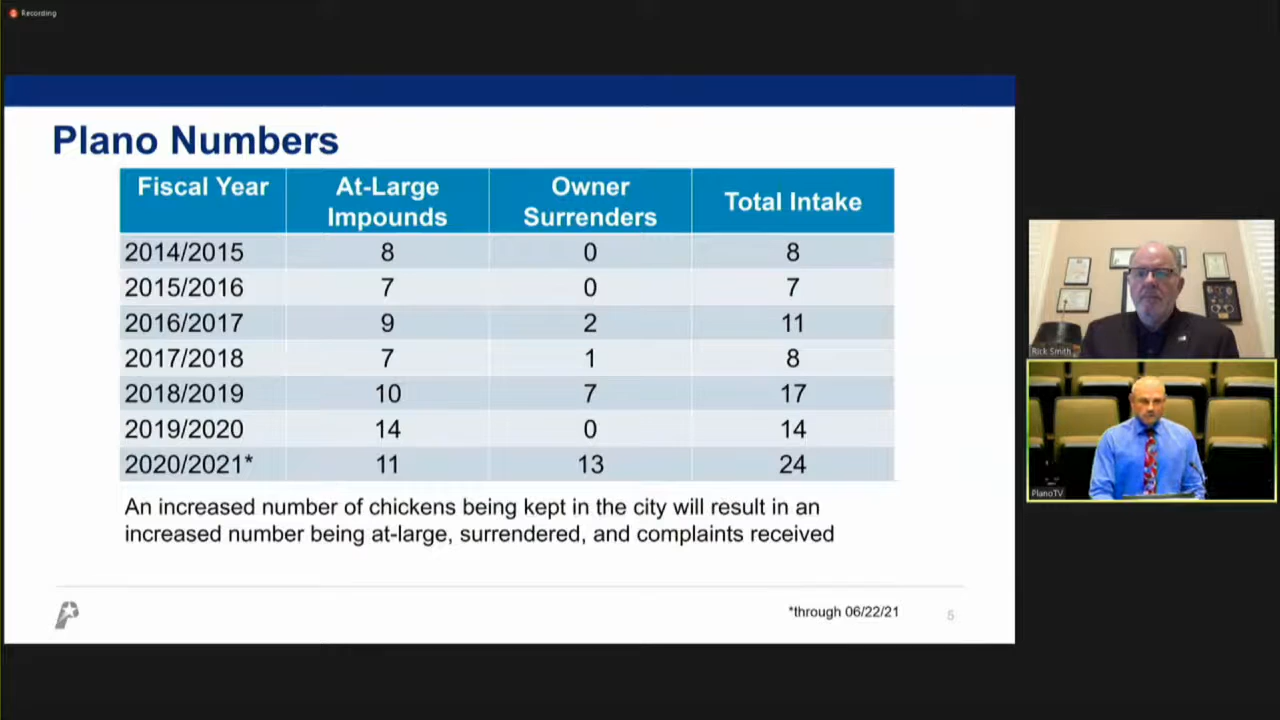 Recording
Plano Numbers
Fiscal Year At-Large Impounds Owner Surrenders Total Intake
2014/2015 8 0 8
2015/2016 7 0 7
2016/2017 9 2 11
2017/2018 7 1 8
2018/2019 10 7 17
2019/2020 14 0 14
2020/2021* 11 13 24
An increased number of chickens being kept in the city will result in an
increased number being at-large, surrendered, and complaints received
*through 06/22/21
5
Rick Smith
PlanoTV